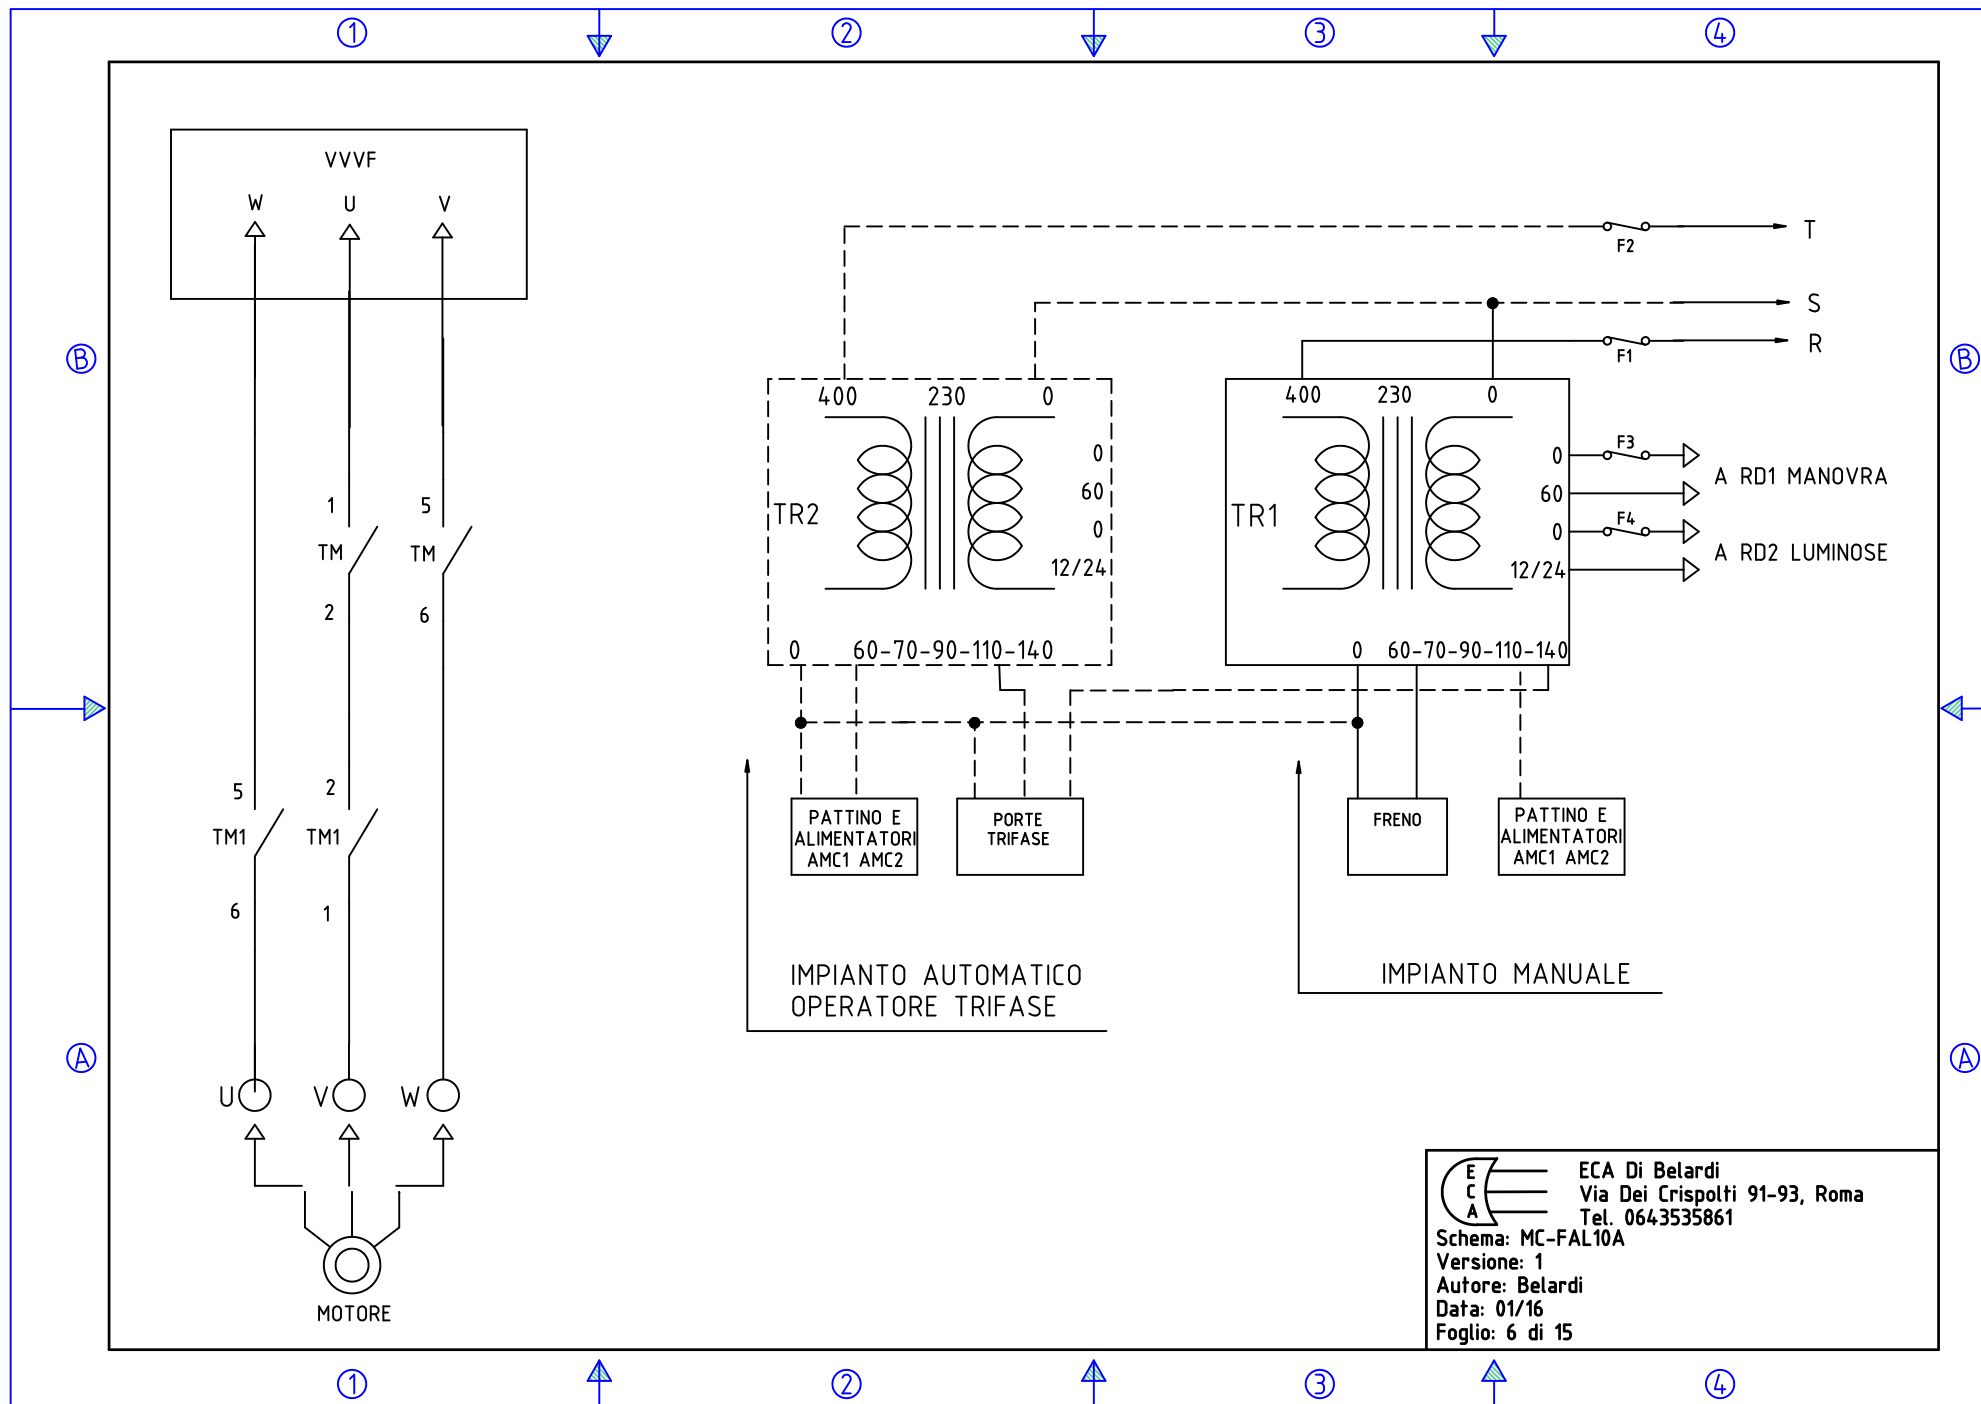 1 2 3 4
VVVF
W U V
T
F2
S
R
F1
B B
400 230 0
400 230 0
0
60
0
12/24
TR2
0
60
0
12/24
TR1
F3
A RD1 MANOVRA
F4
A RD2 LUMINOSE
1 5
TM TM
2 6
0 60-70-90-110-140
0 60-70-90-110-140
5 2
TM1 TM1
6 1
PATTINO E
ALIMENTATORI
AMC1 AMC2
PORTE
TRIFASE
FRENO
PATTINO E
ALIMENTATORI
AMC1 AMC2
IMPIANTO AUTOMATICO
OPERATORE TRIFASE
IMPIANTO MANUALE
A A
U V W
MOTORE
E
C
A
ECA Di Belardi
Via Dei Crispolti 91-93, Roma
Tel. 0643535861
Schema: MC-FAL10A
Versione: 1
Autore: Belardi
Data: 01/16
Foglio: 6 di 15
1 2 3 4